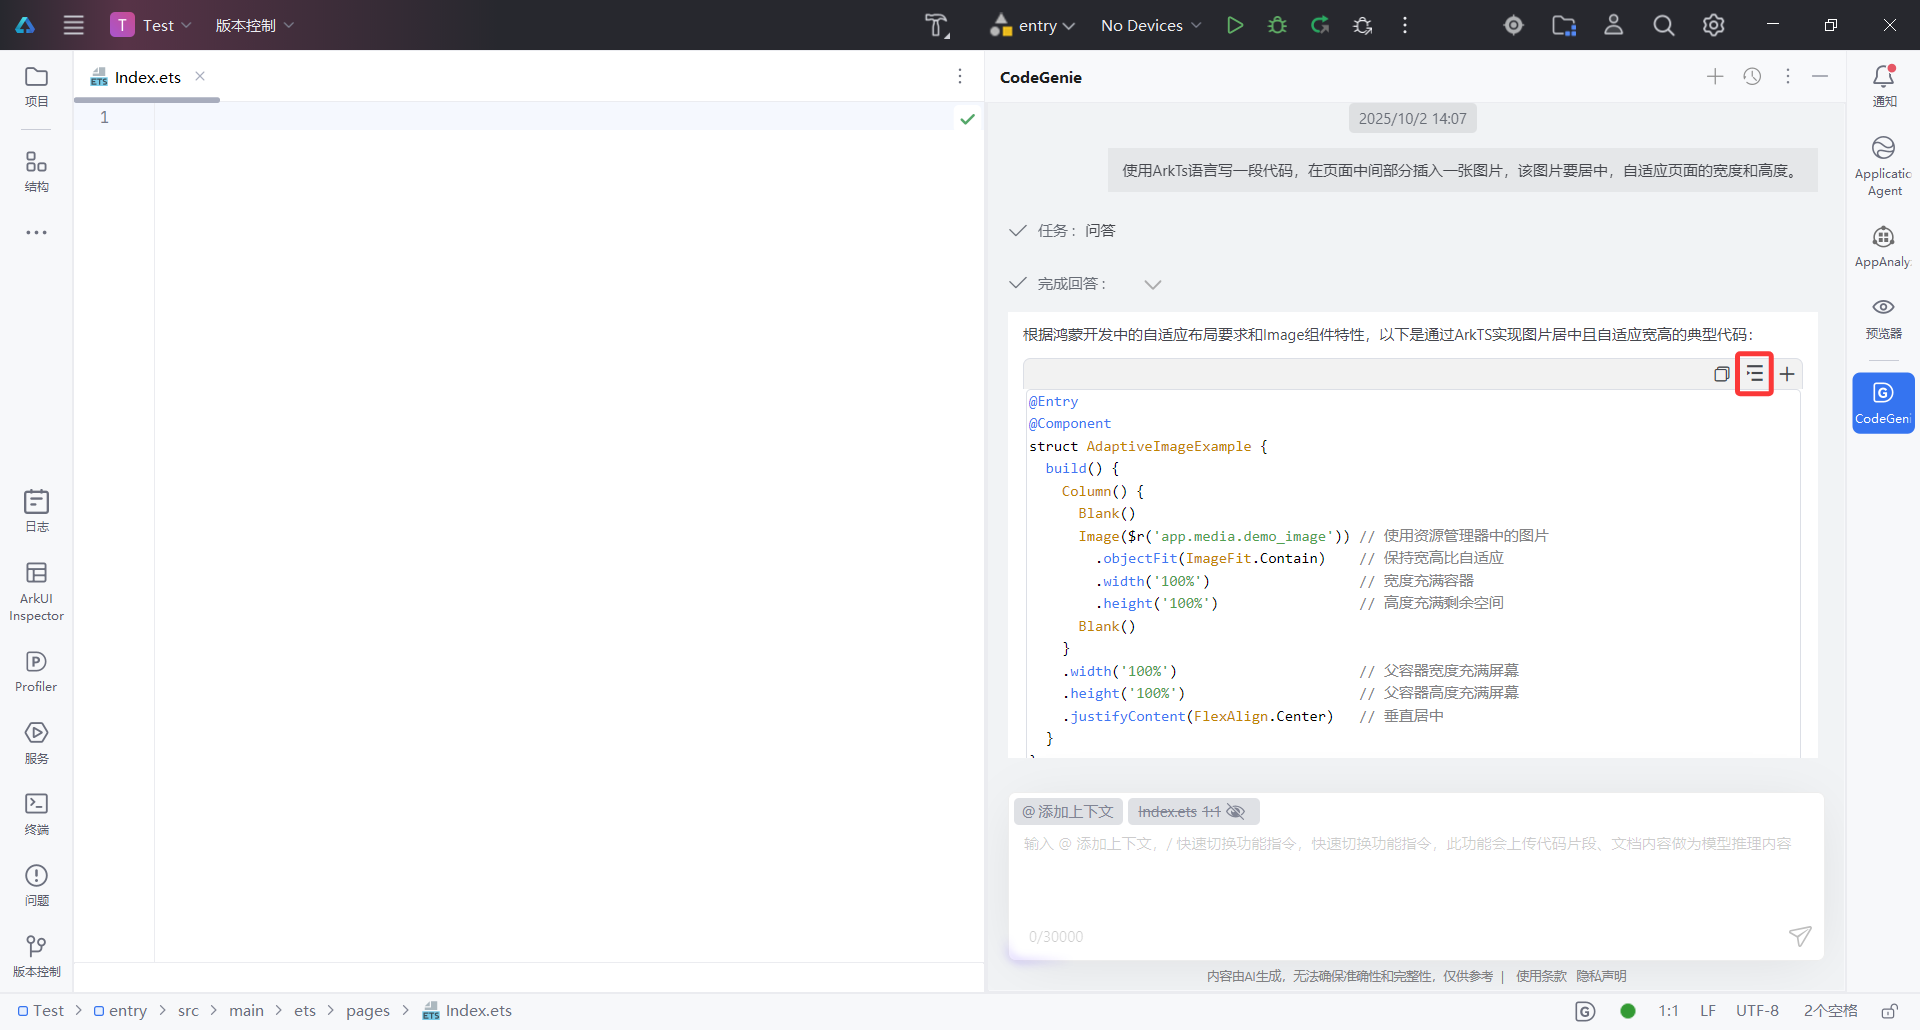 T Test 版本控制 entry No Devices
项目
结构
日志
ArkUI
Inspector
Profiler
服务
终端
问题
版本控制
ETS Index.ets
1
CodeGenie
2025/10/2 14:07
使用ArkTs语言写一段代码，在页面中间部分插入一张图片，该图片要居中，自适应页面的宽度和高度。
任务： 问答
完成回答：
根据鸿蒙开发中的自适应布局要求和Image组件特性，以下是通过ArkTS实现图片居中且自适应宽高的典型代码：
@Entry
@Component
struct AdaptiveImageExample {
build() {
Column() {
Blank()
Image($r('app.media.demo_image')) // 使用资源管理器中的图片
.objectFit(ImageFit.Contain) // 保持宽高比自适应
.width('100%') // 宽度充满容器
.height('100%') // 高度充满剩余空间
Blank()
}
.width('100%') // 父容器宽度充满屏幕
.height('100%') // 父容器高度充满屏幕
.justifyContent(FlexAlign.Center) // 垂直居中
}
@ 添加上下文 Index.ets 1:1
输入 @ 添加上下文，/ 快速切换功能指令，快速切换功能指令，此功能会上传代码片段、文档内容做为模型推理内容
0/30000
内容由AI生成，无法确保准确性和完整性，仅供参考 | 使用条款 隐私声明
通知
Applicatic
Agent
AppAnaly
预览器
G
CodeGeni
Test > entry > src > main > ets > pages > ETS Index.ets
G 1:1 LF UTF-8 2个空格